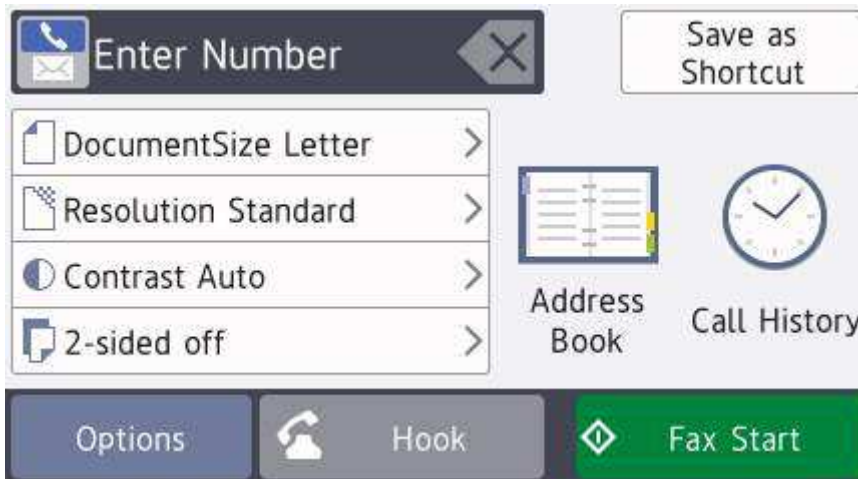 Enter Number
Save as
Shortcut
DocumentSize Letter
Resolution Standard
Contrast Auto
2-sided off
Address
Book
Call History
Options
Hook
Fax Start